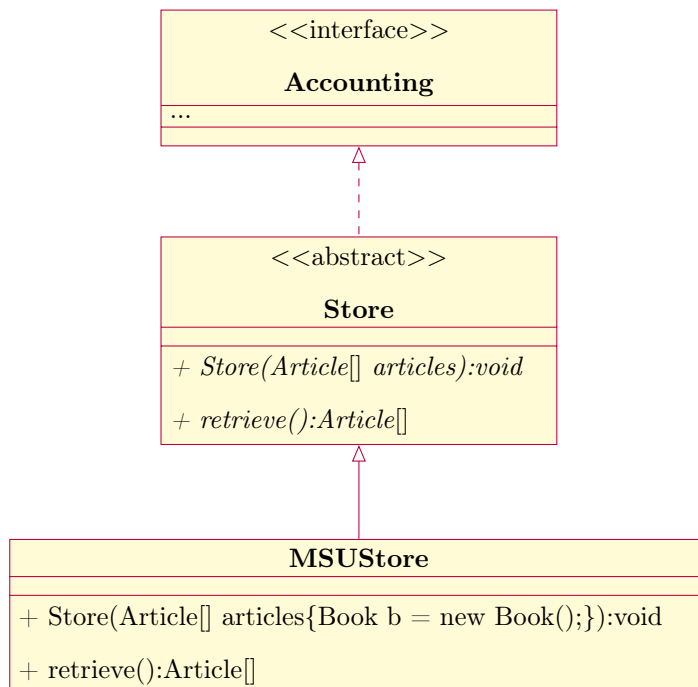 <<interface>>
Accounting
...
<<abstract>>
Store
+ Store(Article[] articles):void
+ retrieve():Article[]
MSUStore
+ Store(Article[] articles{Book b = new Book();}):void
+ retrieve():Article[]